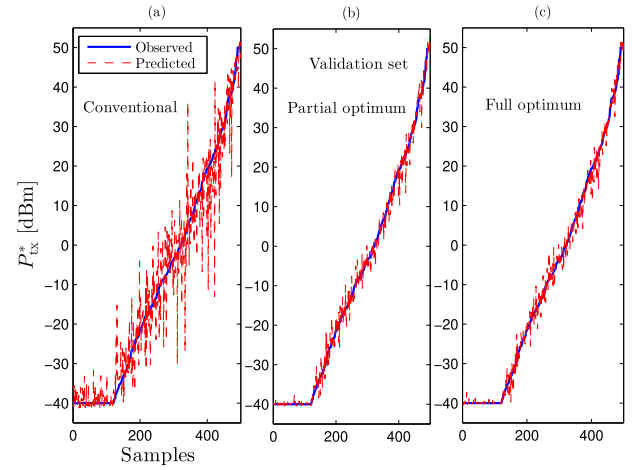 (a) (b) (c)
50 50 50
Observed
Predicted
Validation set
40 40 40
Conventional Partial optimum Full optimum
30 30 30
20 20 20
10 10 10
P*tx [dBm]
0 0 0
−10 −10 −10
−20 −20 −20
−30 −30 −30
−40 −40 −40
0 200 400 0 200 400 0 200 400
Samples